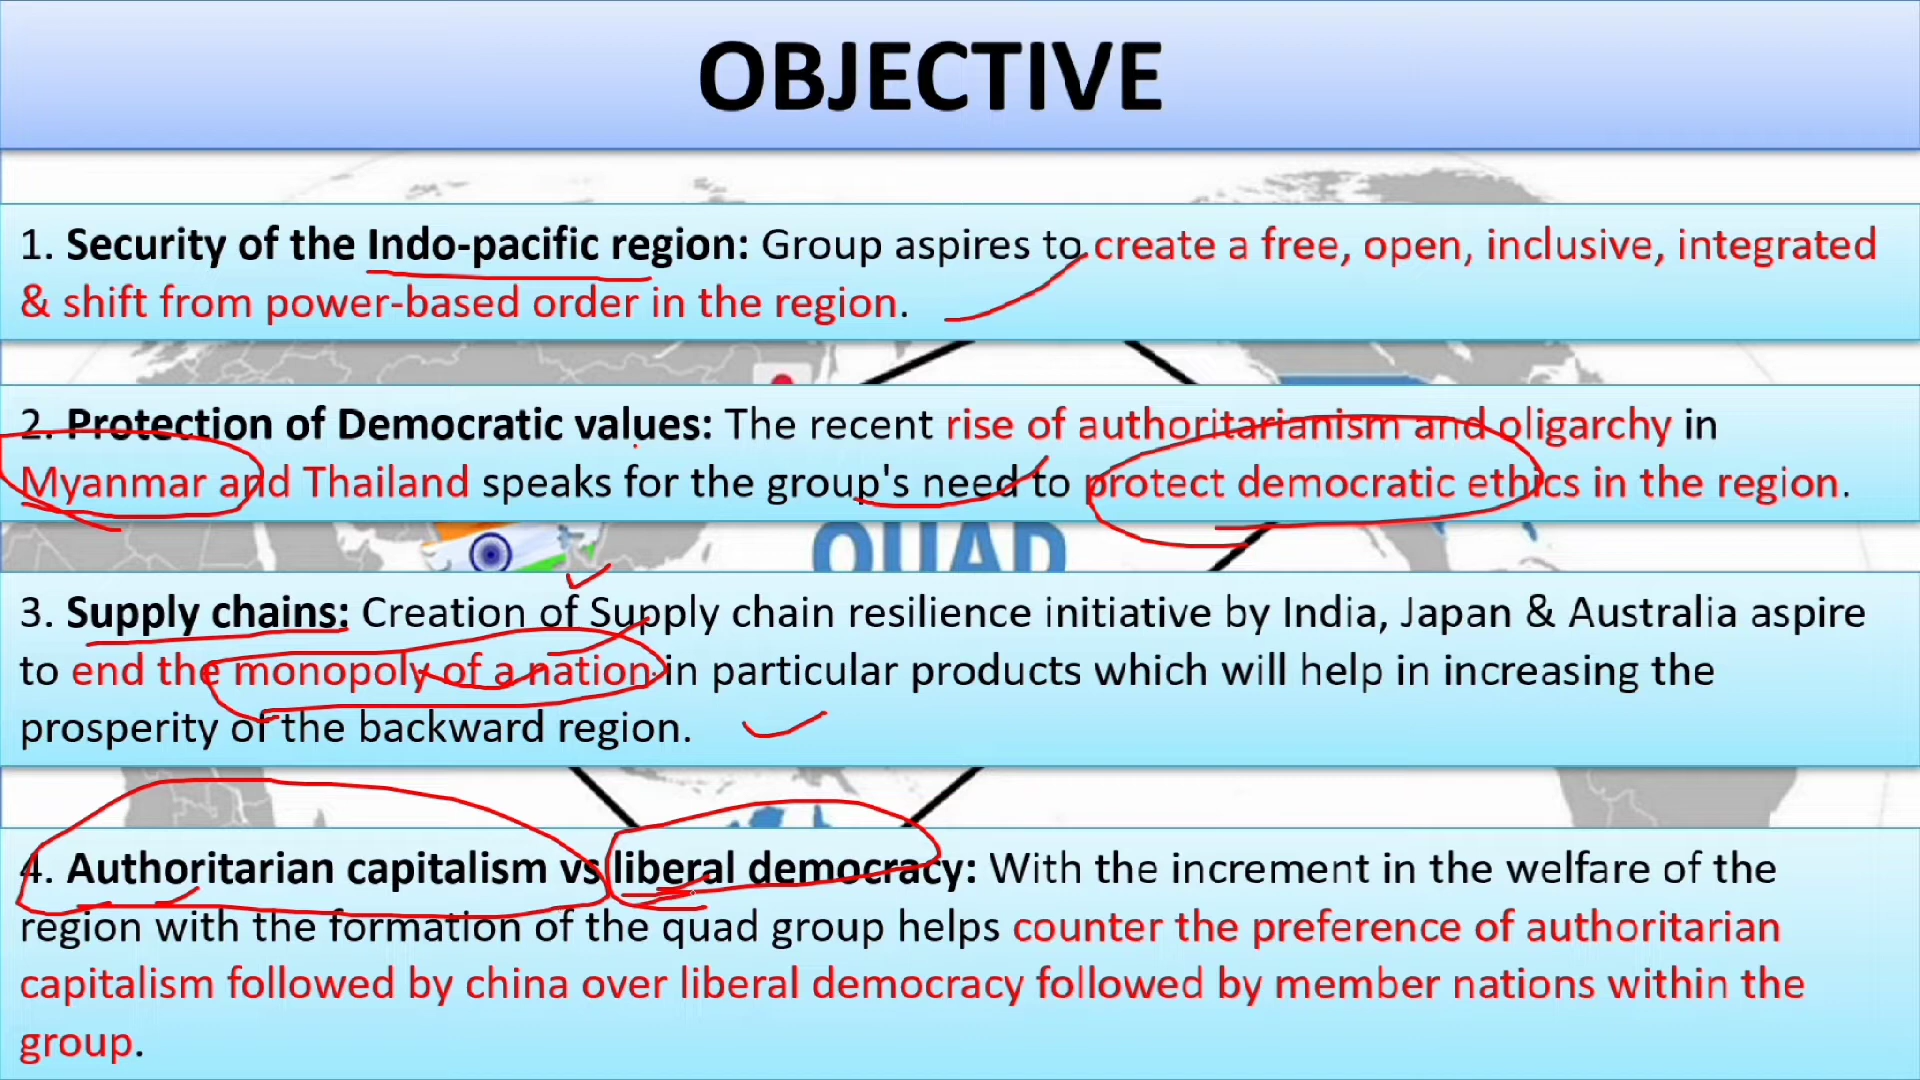 OBJECTIVE
1. Security of the Indo-pacific region: Group aspires to create a free, open, inclusive, integrated
& shift from power-based order in the region.
2. Protection of Democratic values: The recent rise of authoritarianism and oligarchy in
Myanmar and Thailand speaks for the group's need to protect democratic ethics in the region.
QUAD
3. Supply chains: Creation of Supply chain resilience initiative by India, Japan & Australia aspire
to end the monopoly of a nation in particular products which will help in increasing the
prosperity of the backward region.
4. Authoritarian capitalism vs liberal democracy: With the increment in the welfare of the
region with the formation of the quad group helps counter the preference of authoritarian
capitalism followed by china over liberal democracy followed by member nations within the
group.